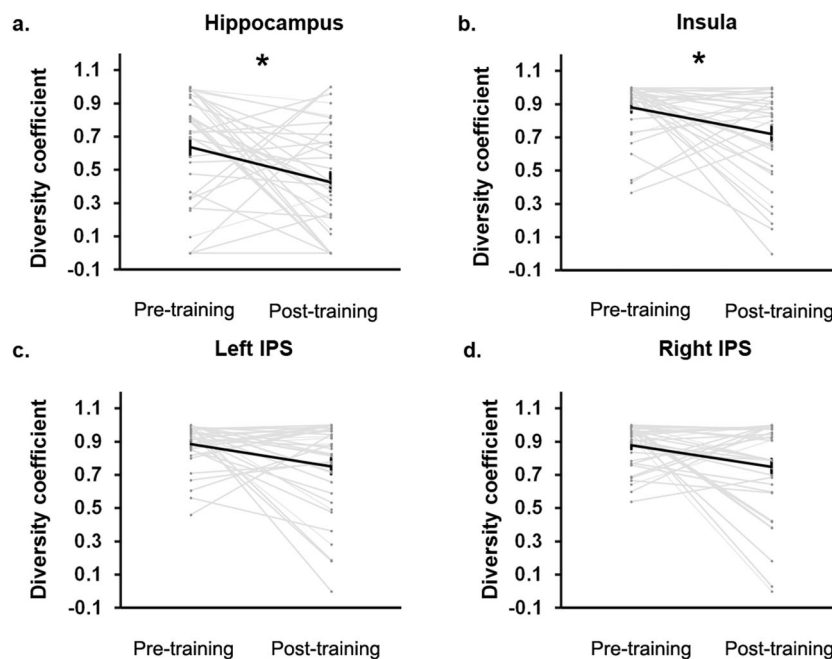 a.
Hippocampus
*
Diversity coefficient
1.1
0.9
0.7
0.5
0.3
0.1
-0.1
Pre-training
Post-training
b.
Insula
*
Diversity coefficient
1.1
0.9
0.7
0.5
0.3
0.1
-0.1
Pre-training
Post-training
c.
Left IPS
Diversity coefficient
1.1
0.9
0.7
0.5
0.3
0.1
-0.1
Pre-training
Post-training
d.
Right IPS
Diversity coefficient
1.1
0.9
0.7
0.5
0.3
0.1
-0.1
Pre-training
Post-training